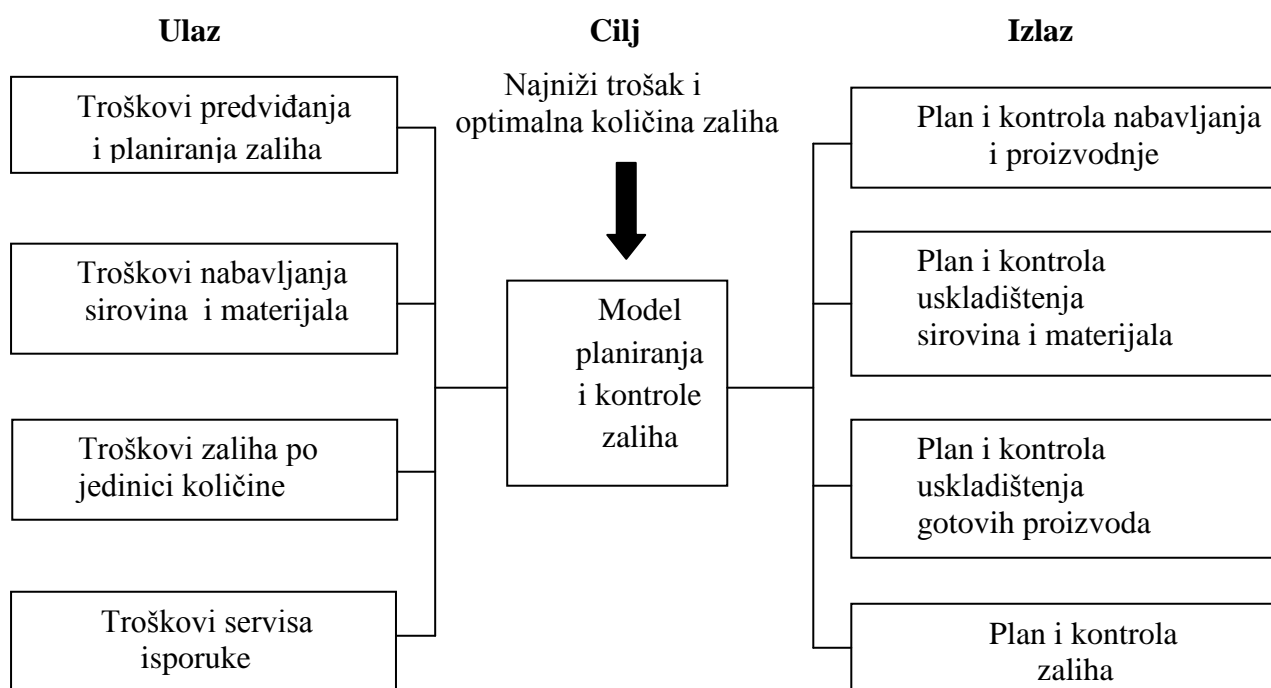 Ulaz
Troškovi predviđanja
i planiranja zaliha
Troškovi nabavljanja
sirovina i materijala
Troškovi zaliha po
jedinici količine
Troškovi servisa
isporuke
Cilj
Najniži trošak i
optimalna količina zaliha
Model
planiranja
i kontrole
zaliha
Izlaz
Plan i kontrola nabavljanja
i proizvodnje
Plan i kontrola
uskladištenja
sirovina i materijala
Plan i kontrola
uskladištenja
gotovih proizvoda
Plan i kontrola
zaliha